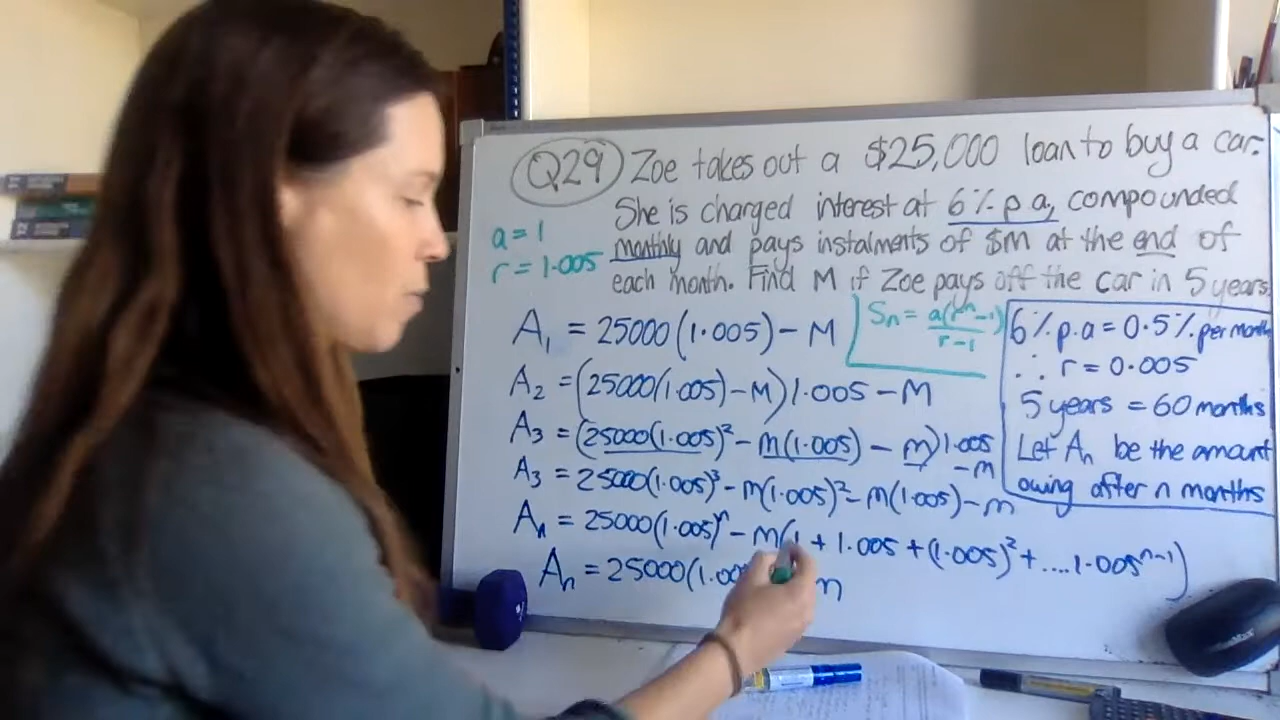 Q29 Zoe takes out a $25,000 loan to buy a car.
She is charged interest at 6% p a, compounded
monthly and pays instalments of $M at the end of
each month. Find M if Zoe pays off the car in 5 years.
a = 1
r = 1.005
Sn = a(r^n - 1) / r - 1
A₁ = 25000(1.005) - M
A₂ = (25000(1.005) - M)1.005 - M
A₃ = (25000(1.005)² - m(1.005) - m)1.005 - m
A₃ = 25000(1.005)³ - m(1.005)² - m(1.005) - m
Aₙ = 25000(1.005)ⁿ - m(1 + 1.005 + (1.005)² + ....1.005ⁿ⁻¹)
Aₙ = 25000(1.00 m
6% p.a = 0.5% per month
∴ r = 0.005
5 years = 60 months
Let Aₙ be the amount
owing after n months